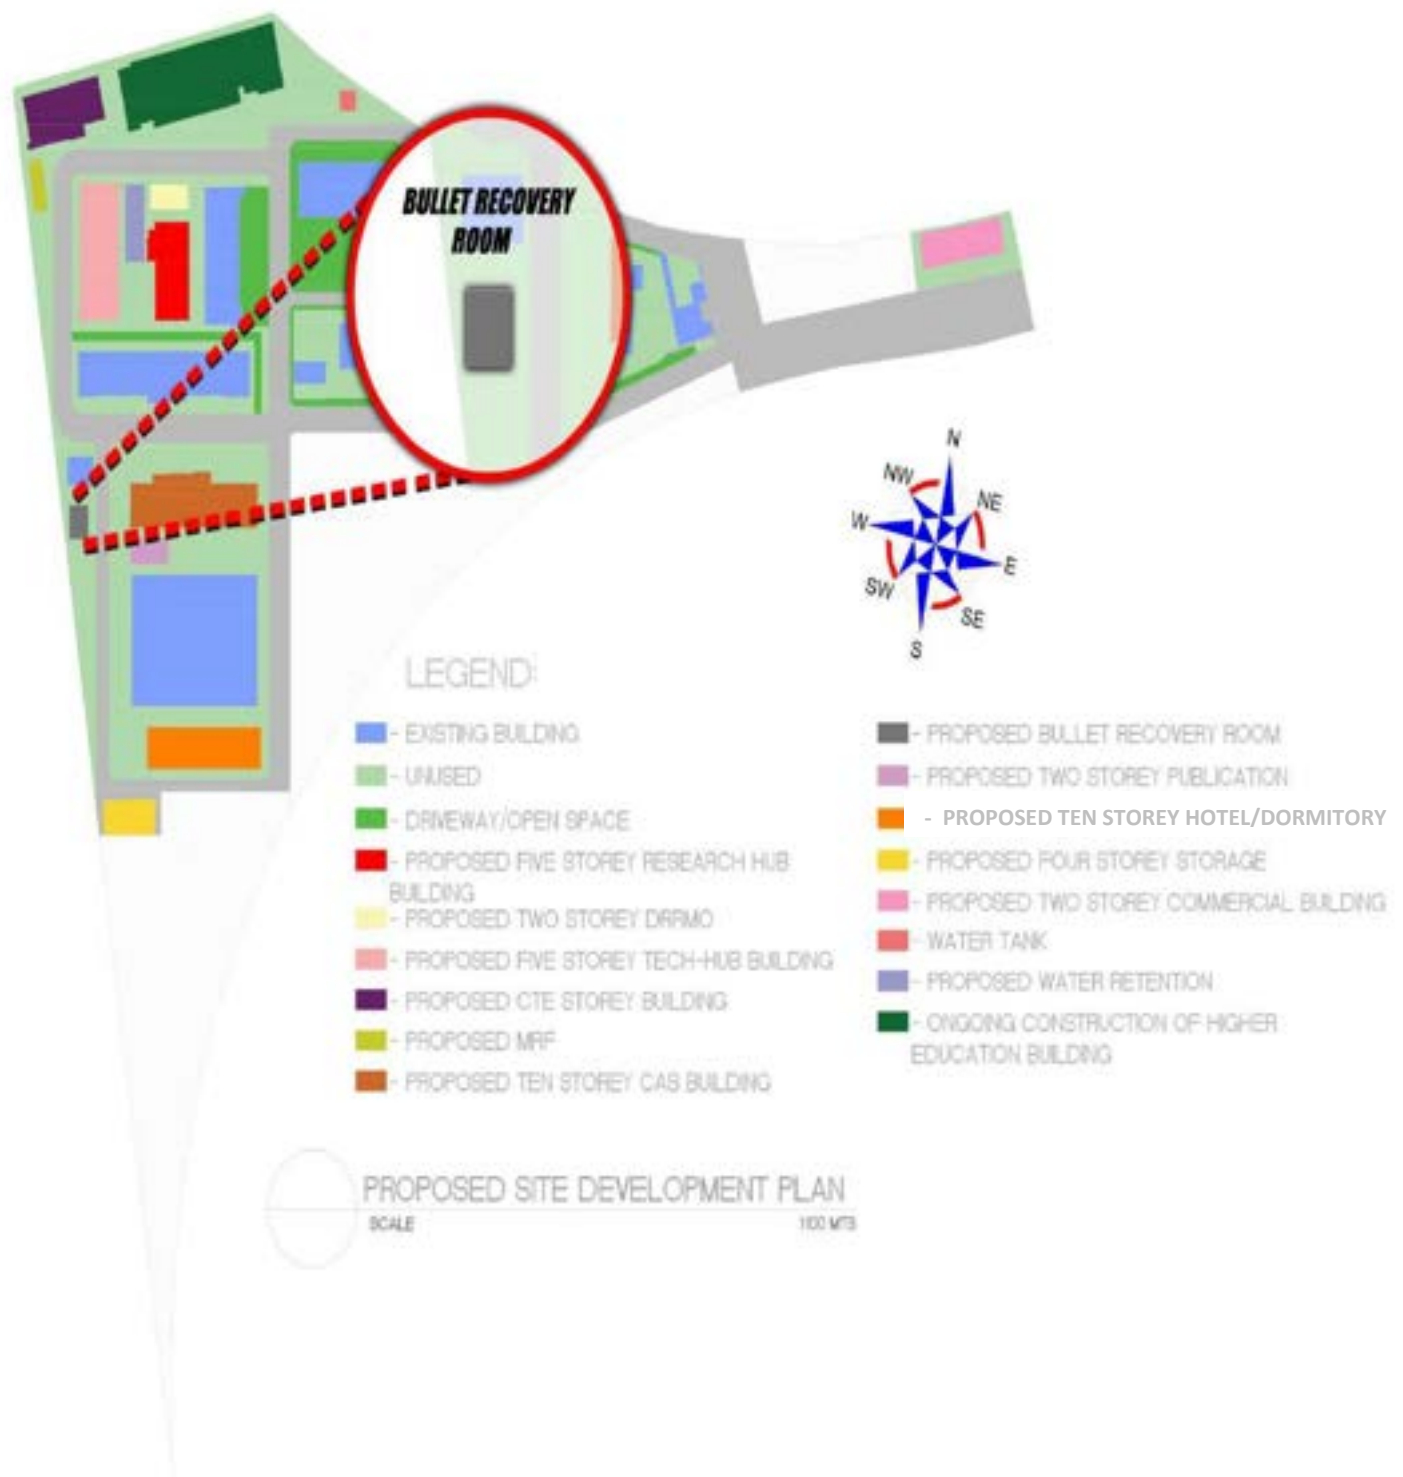 BULLET RECOVERY
ROOM
N
NW
NE
W
E
SW
SE
S
LEGEND:
- EXISTING BUILDING
- UNUSED
- DRIVEWAY/OPEN SPACE
- PROPOSED FIVE STOREY RESEARCH HUB
BUILDING
- PROPOSED TWO STOREY DRRMO
- PROPOSED FIVE STOREY TECH-HUB BUILDING
- PROPOSED CTE STOREY BUILDING
- PROPOSED MRF
- PROPOSED TEN STOREY CAS BUILDING
- PROPOSED BULLET RECOVERY ROOM
- PROPOSED TWO STOREY PUBLICATION
- PROPOSED TEN STOREY HOTEL/DORMITORY
- PROPOSED FOUR STOREY STORAGE
- PROPOSED TWO STOREY COMMERCIAL BUILDING
- WATER TANK
- PROPOSED WATER RETENTION
- ONGOING CONSTRUCTION OF HIGHER
EDUCATION BUILDING
PROPOSED SITE DEVELOPMENT PLAN
SCALE MTS